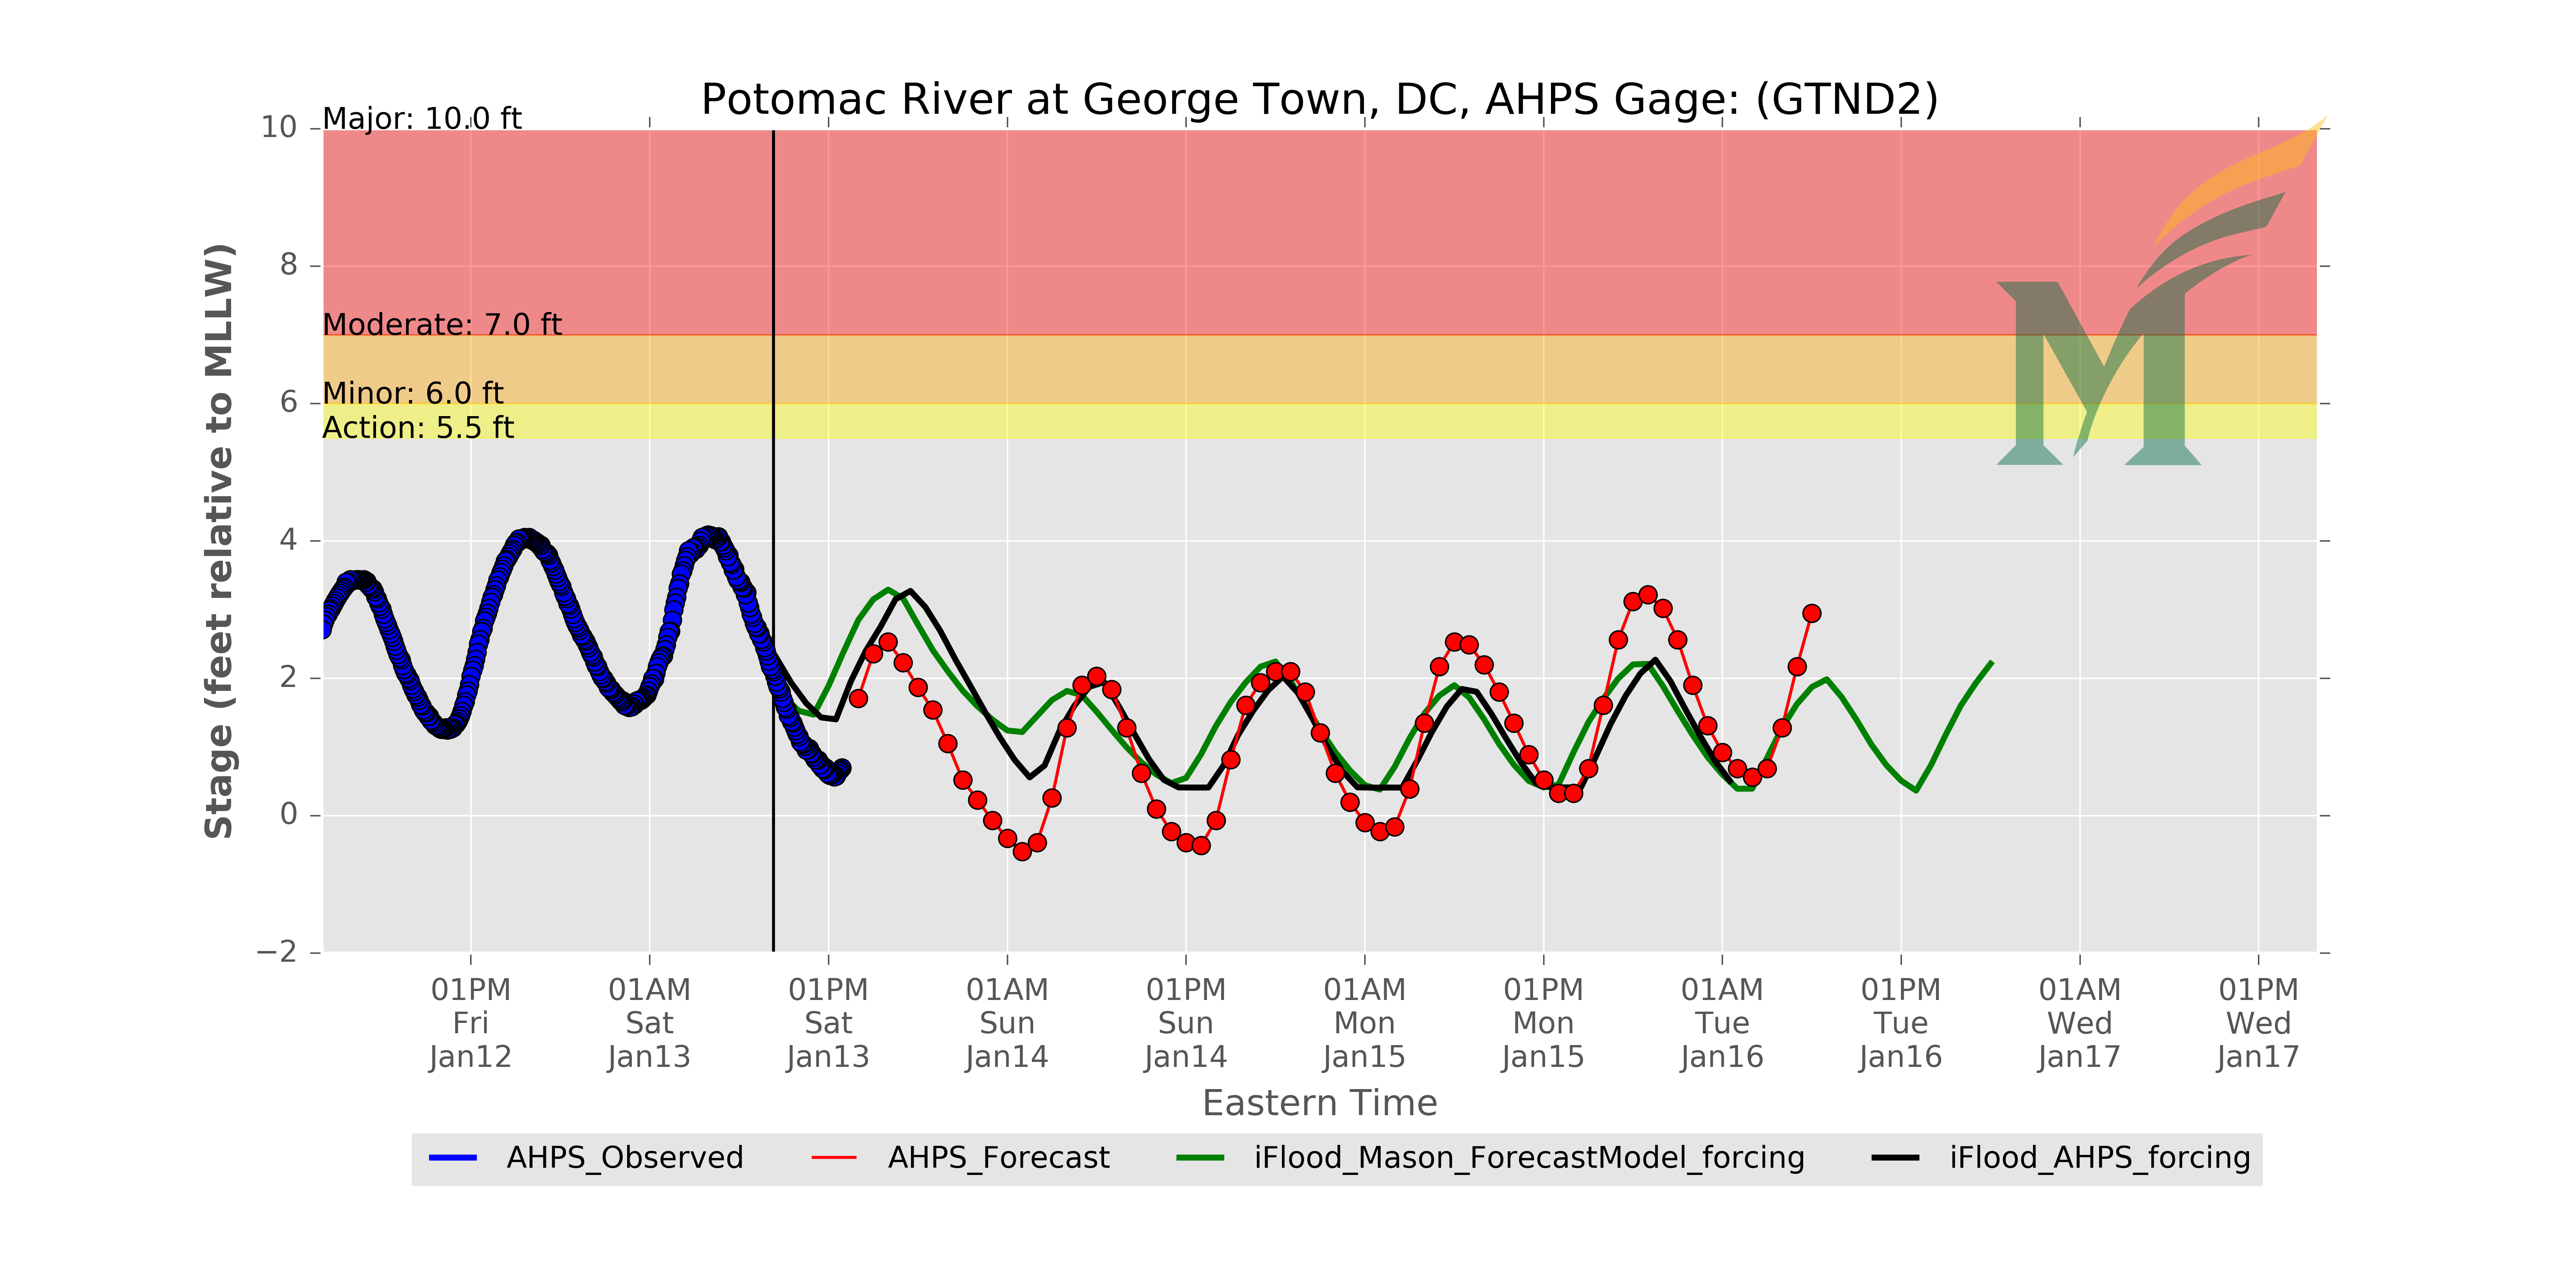 Potomac River at George Town, DC, AHPS Gage: (GTND2)
Major: 10.0 ft
Moderate: 7.0 ft
Minor: 6.0 ft
Action: 5.5 ft
Stage (feet relative to MLLW)
10
8
6
4
2
0
−2
01PM 01AM 01PM 01AM 01PM 01AM 01PM 01AM 01PM 01AM 01PM
Fri Sat Sat Sun Sun Mon Mon Tue Tue Wed Wed
Jan12 Jan13 Jan13 Jan14 Jan14 Jan15 Jan15 Jan16 Jan16 Jan17 Jan17
Eastern Time
AHPS_Observed AHPS_Forecast iFlood_Mason_ForecastModel_forcing iFlood_AHPS_forcing